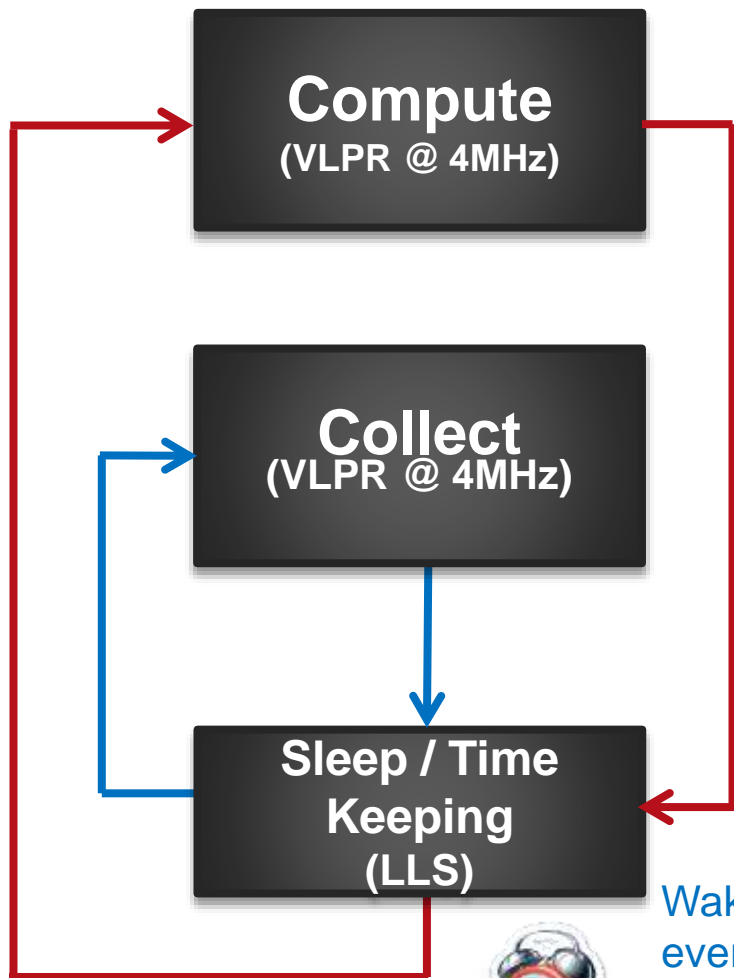 Compute
(VLPR @ 4MHz)
Collect
(VLPR @ 4MHz)
Sleep / Time
Keeping
(LLS)